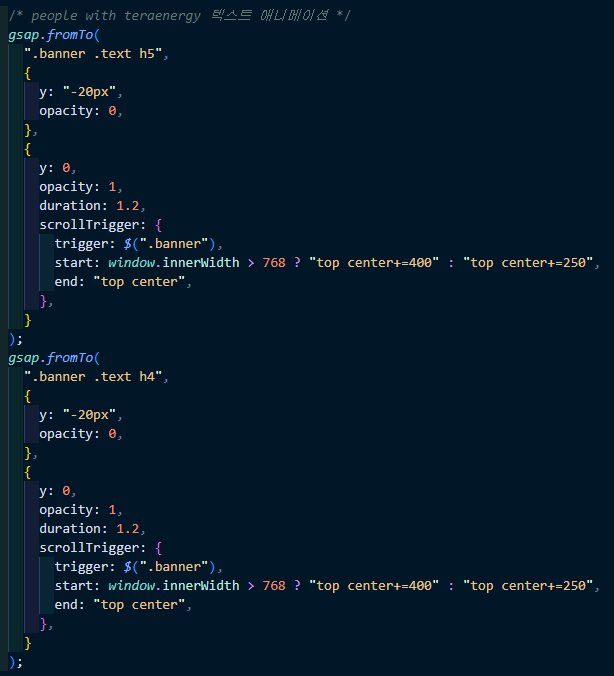 /* people with teraenergy 텍스트 애니메이션 */
gsap.fromTo(
".banner .text h5",
{
y: "-20px",
opacity: 0,
},
{
y: 0,
opacity: 1,
duration: 1.2,
scrollTrigger: {
trigger: $(".banner"),
start: window.innerWidth > 768 ? "top center+=400" : "top center+=250",
end: "top center",
},
}
);
gsap.fromTo(
".banner .text h4",
{
y: "-20px",
opacity: 0,
},
{
y: 0,
opacity: 1,
duration: 1.2,
scrollTrigger: {
trigger: $(".banner"),
start: window.innerWidth > 768 ? "top center+=400" : "top center+=250",
end: "top center",
},
}
);